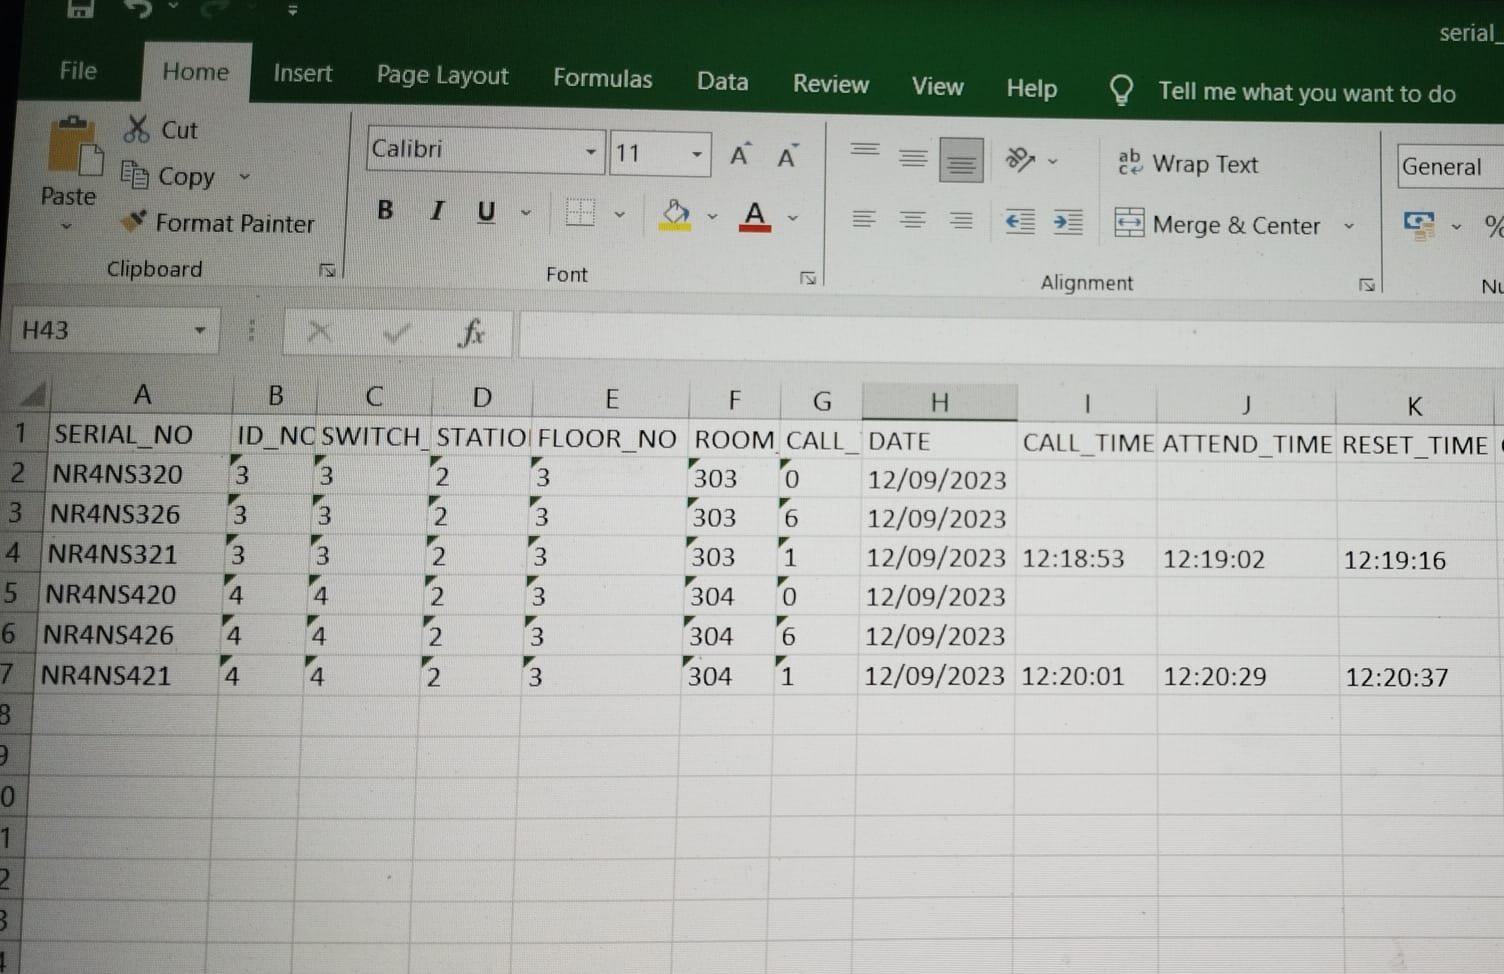 serial_
File Home Insert Page Layout Formulas Data Review View Help Tell me what you want to do
Cut
Copy
Paste
Format Painter
Clipboard
Calibri 11
B I U A
Font
ab Wrap Text
Merge & Center
Alignment
General
%
H43 fx
A B C D E F G H I J K
1 SERIAL_NO ID_NO SWITCH_ STATIO FLOOR_NO ROOM_ CALL_ DATE CALL_TIME ATTEND_TIME RESET_TIME
2 NR4NS320 3 3 2 3 303 0 12/09/2023
3 NR4NS326 3 3 2 3 303 6 12/09/2023
4 NR4NS321 3 3 2 3 303 1 12/09/2023 12:18:53 12:19:02 12:19:16
5 NR4NS420 4 4 2 3 304 0 12/09/2023
6 NR4NS426 4 4 2 3 304 6 12/09/2023
7 NR4NS421 4 4 2 3 304 1 12/09/2023 12:20:01 12:20:29 12:20:37
8
9
0
1
2
3